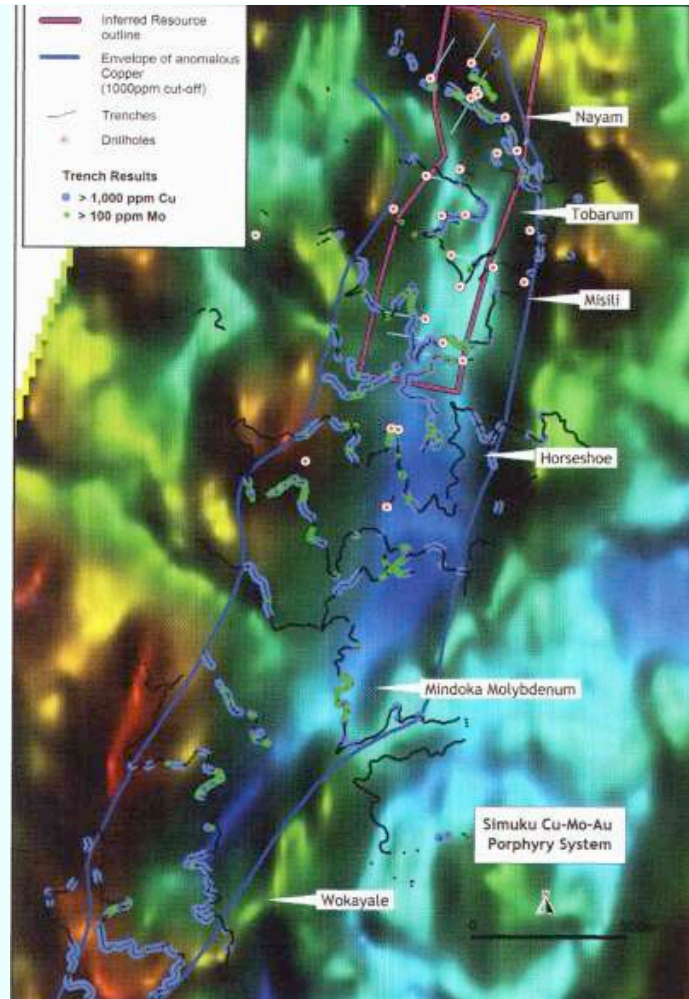 Inferred Resource
outline
Envelope of anomalous
Copper
(1000ppm cut-off)
Trenches
Drillholes
Trench Results
> 1,000 ppm Cu
> 100 ppm Mo
Nayam
Tobarum
Misili
Horseshoe
Mindoka Molybdenum
Simuku Cu-Mo-Au
Porphyry System
Wokayale
0